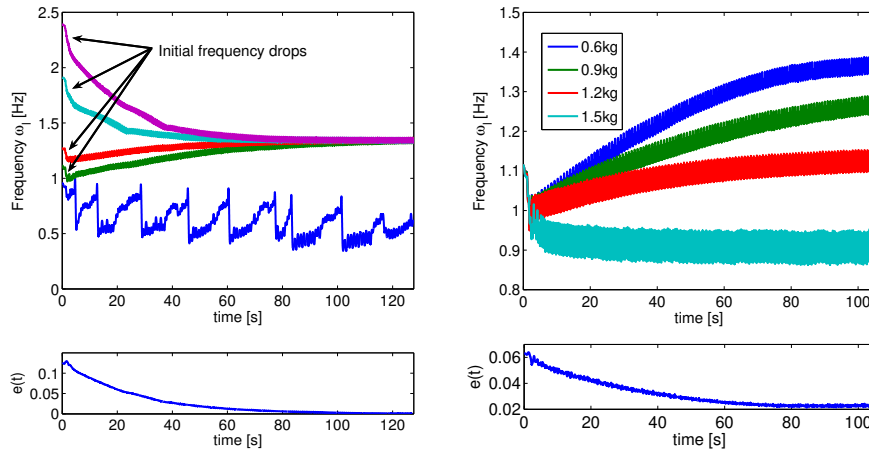 Initial frequency drops
Frequency ω_l [Hz]
2.5
2
1.5
1
0.5
0
0 20 40 60 80 100 120
time [s]
e(t)
0.1
0.05
0
0 20 40 60 80 100 120
time [s]
0.6kg
0.9kg
1.2kg
1.5kg
Frequency ω_l [Hz]
1.5
1.4
1.3
1.2
1.1
1
0.9
0.8
0 20 40 60 80 100
time [s]
e(t)
0.06
0.04
0.02
0 20 40 60 80 100
time [s]